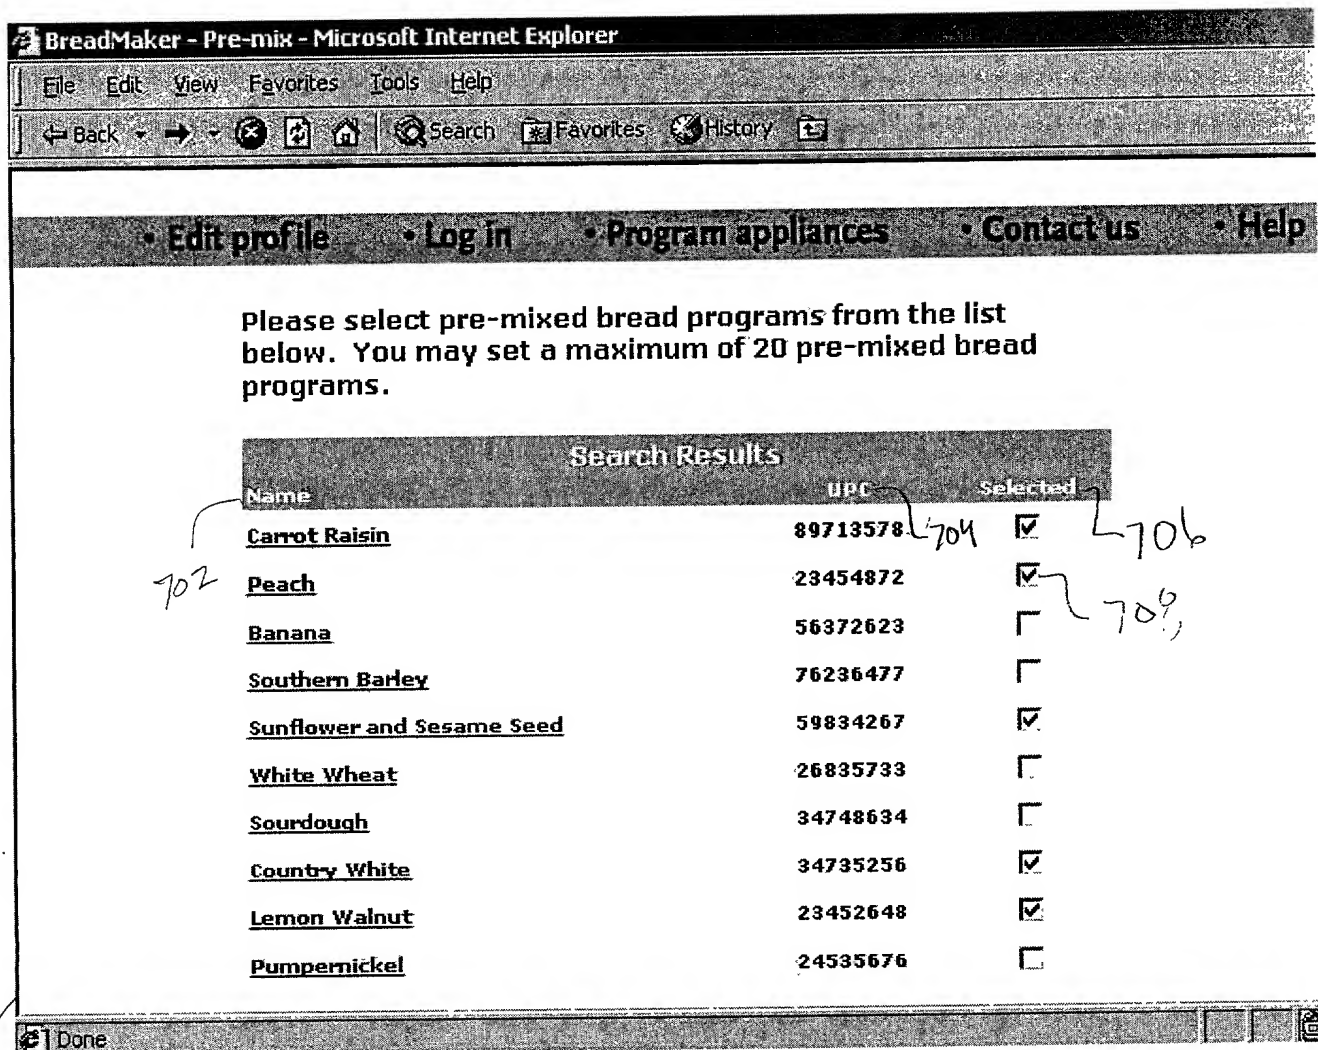 BreadMaker - Pre-mix - Microsoft Internet Explorer
File Edit View Favorites Tools Help
Back Search Favorites History
• Edit profile • Log in • Program appliances • Contact us • Help
Please select pre-mixed bread programs from the list
below. You may set a maximum of 20 pre-mixed bread
programs.
Search Results
Name UPC Selected
Carrot Raisin 89713578 704 706
702
Peach 23454872
Banana 56372623
Southern Barley 76236477
Sunflower and Sesame Seed 59834267
White Wheat 26835733
Sourdough 34748634
Country White 34735256
Lemon Walnut 23452648
Pumpernickel 24535676
Done